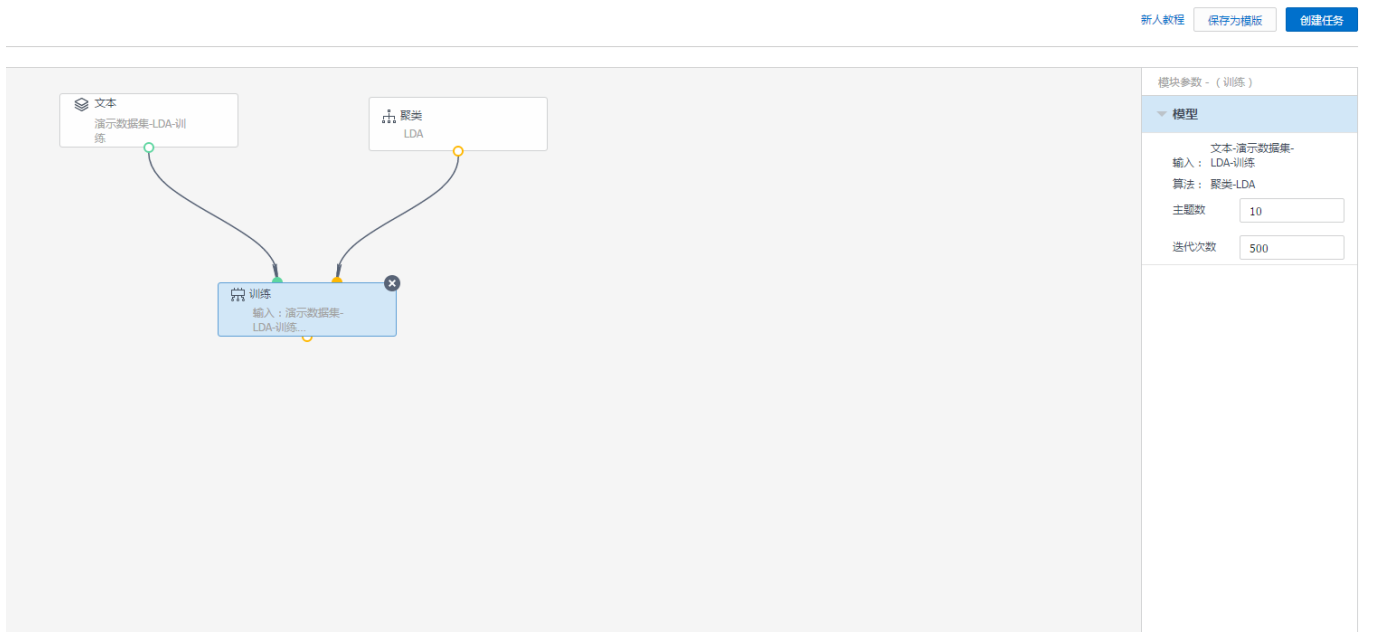 新人教程 保存为模版 创建任务
文本
演示数据集-LDA-训
练
聚类
LDA
训练
输入：演示数据集-
LDA-训练...
模块参数 -（训练）
模型
文本-演示数据集-
输入： LDA-训练
算法： 聚类-LDA
主题数 10
迭代次数 500